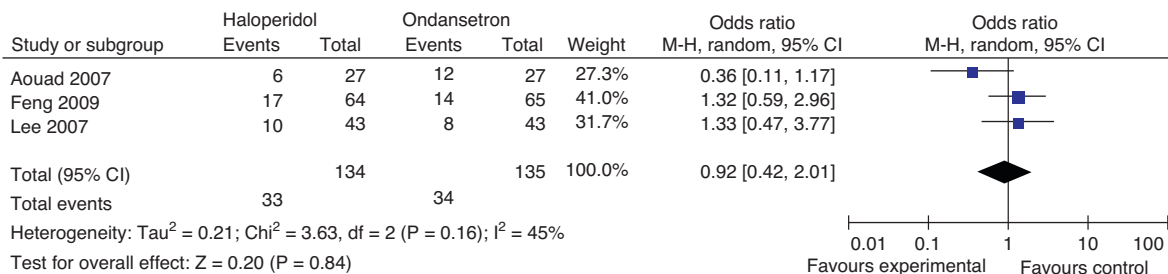 Haloperidol Ondansetron Odds ratio Odds ratio
Study or subgroup Events Total Events Total Weight M-H, random, 95% CI M-H, random, 95% CI
Aouad 2007 6 27 12 27 27.3% 0.36 [0.11, 1.17]
Feng 2009 17 64 14 65 41.0% 1.32 [0.59, 2.96]
Lee 2007 10 43 8 43 31.7% 1.33 [0.47, 3.77]
Total (95% CI) 134 135 100.0% 0.92 [0.42, 2.01]
Total events 33 34
Heterogeneity: Tau² = 0.21; Chi² = 3.63, df = 2 (P = 0.16); I² = 45%
Test for overall effect: Z = 0.20 (P = 0.84)
0.01 0.1 1 10 100
Favours experimental Favours control